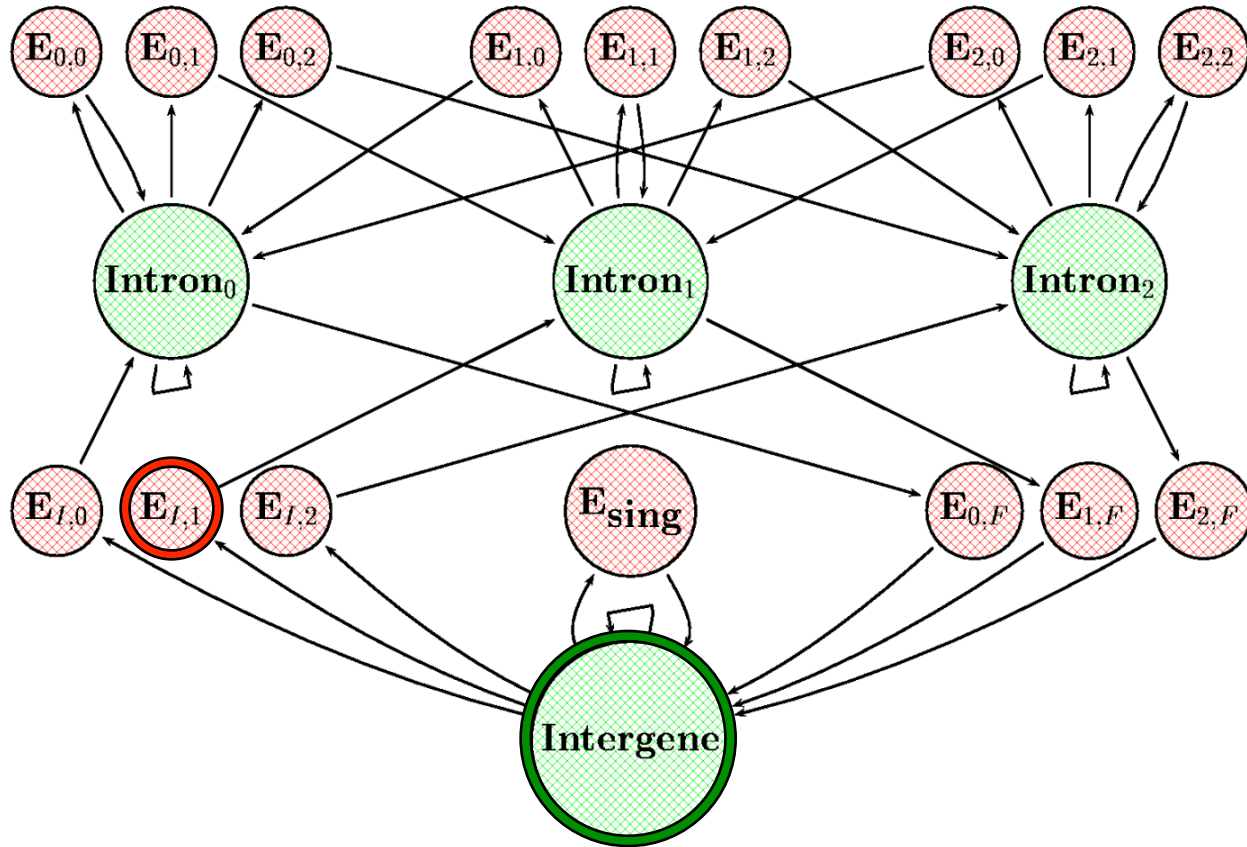 E0,0 E0,1 E0,2 E1,0 E1,1 E1,2 E2,0 E2,1 E2,2
Intron0 Intron1 Intron2
EI,0 EI,1 EI,2 Esing E0,F E1,F E2,F
Intergene